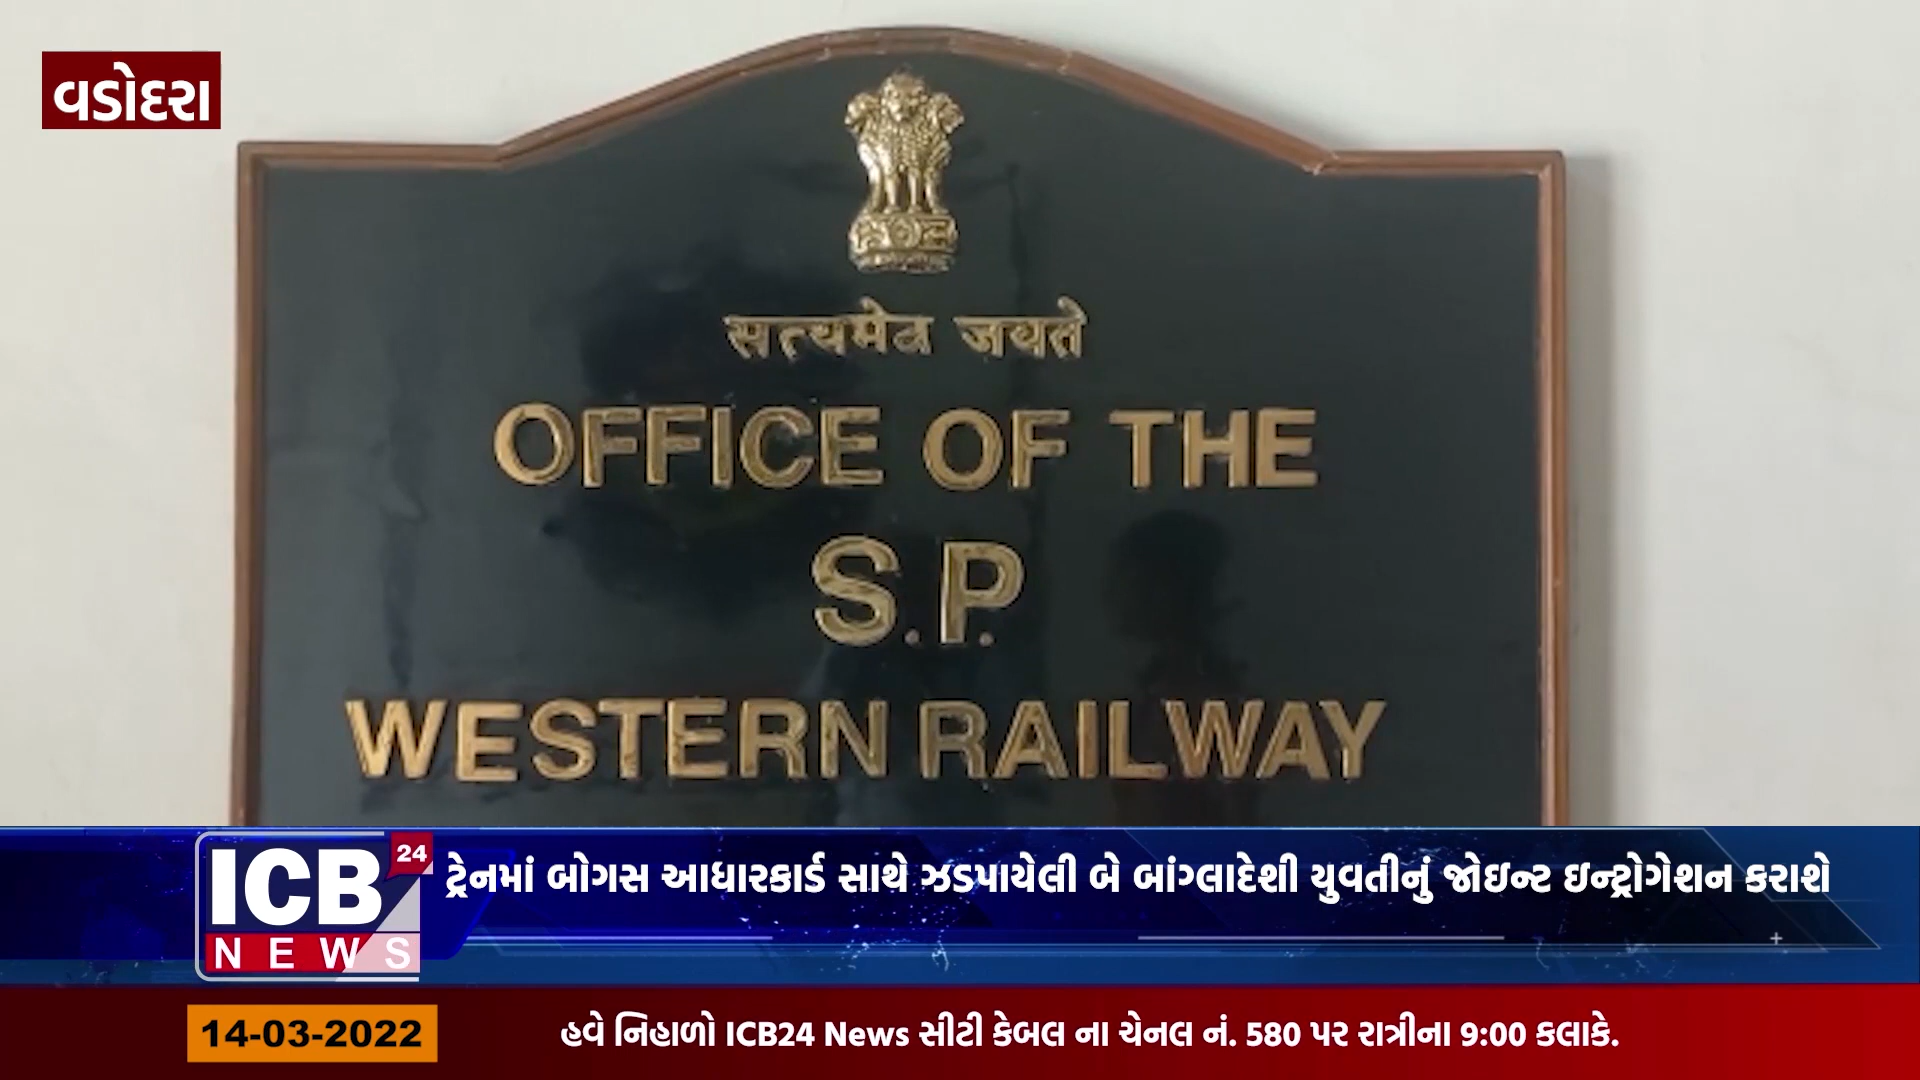 વડોદરા
सत्यमेव जयते
OFFICE OF THE
S.P.
WESTERN RAILWAY
ICB 24
NEWS
ટ્રેનમાં બોગસ આધારકાર્ડ સાથે ઝડપાયેલી બે બાંગ્લાદેશી યુવતીનું જોઇન્ટ ઇન્ટ્રોગેશન કરાશે
14-03-2022
હવે નિહાળો ICB24 News સીટી કેબલ ના ચેનલ નં. 580 પર રાત્રીના 9:00 કલાકે.